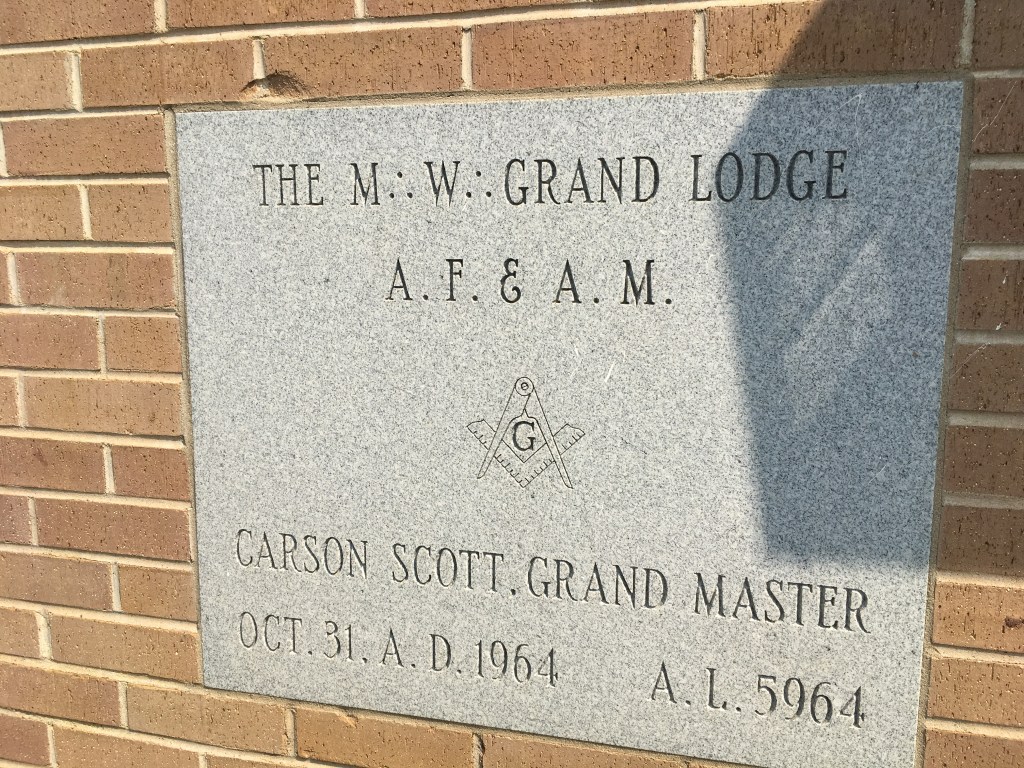 THE M∴W∴GRAND LODGE
A. F. & A. M.
G
CARSON SCOTT, GRAND MASTER
OCT. 31, A. D. 1964 A. L. 5964